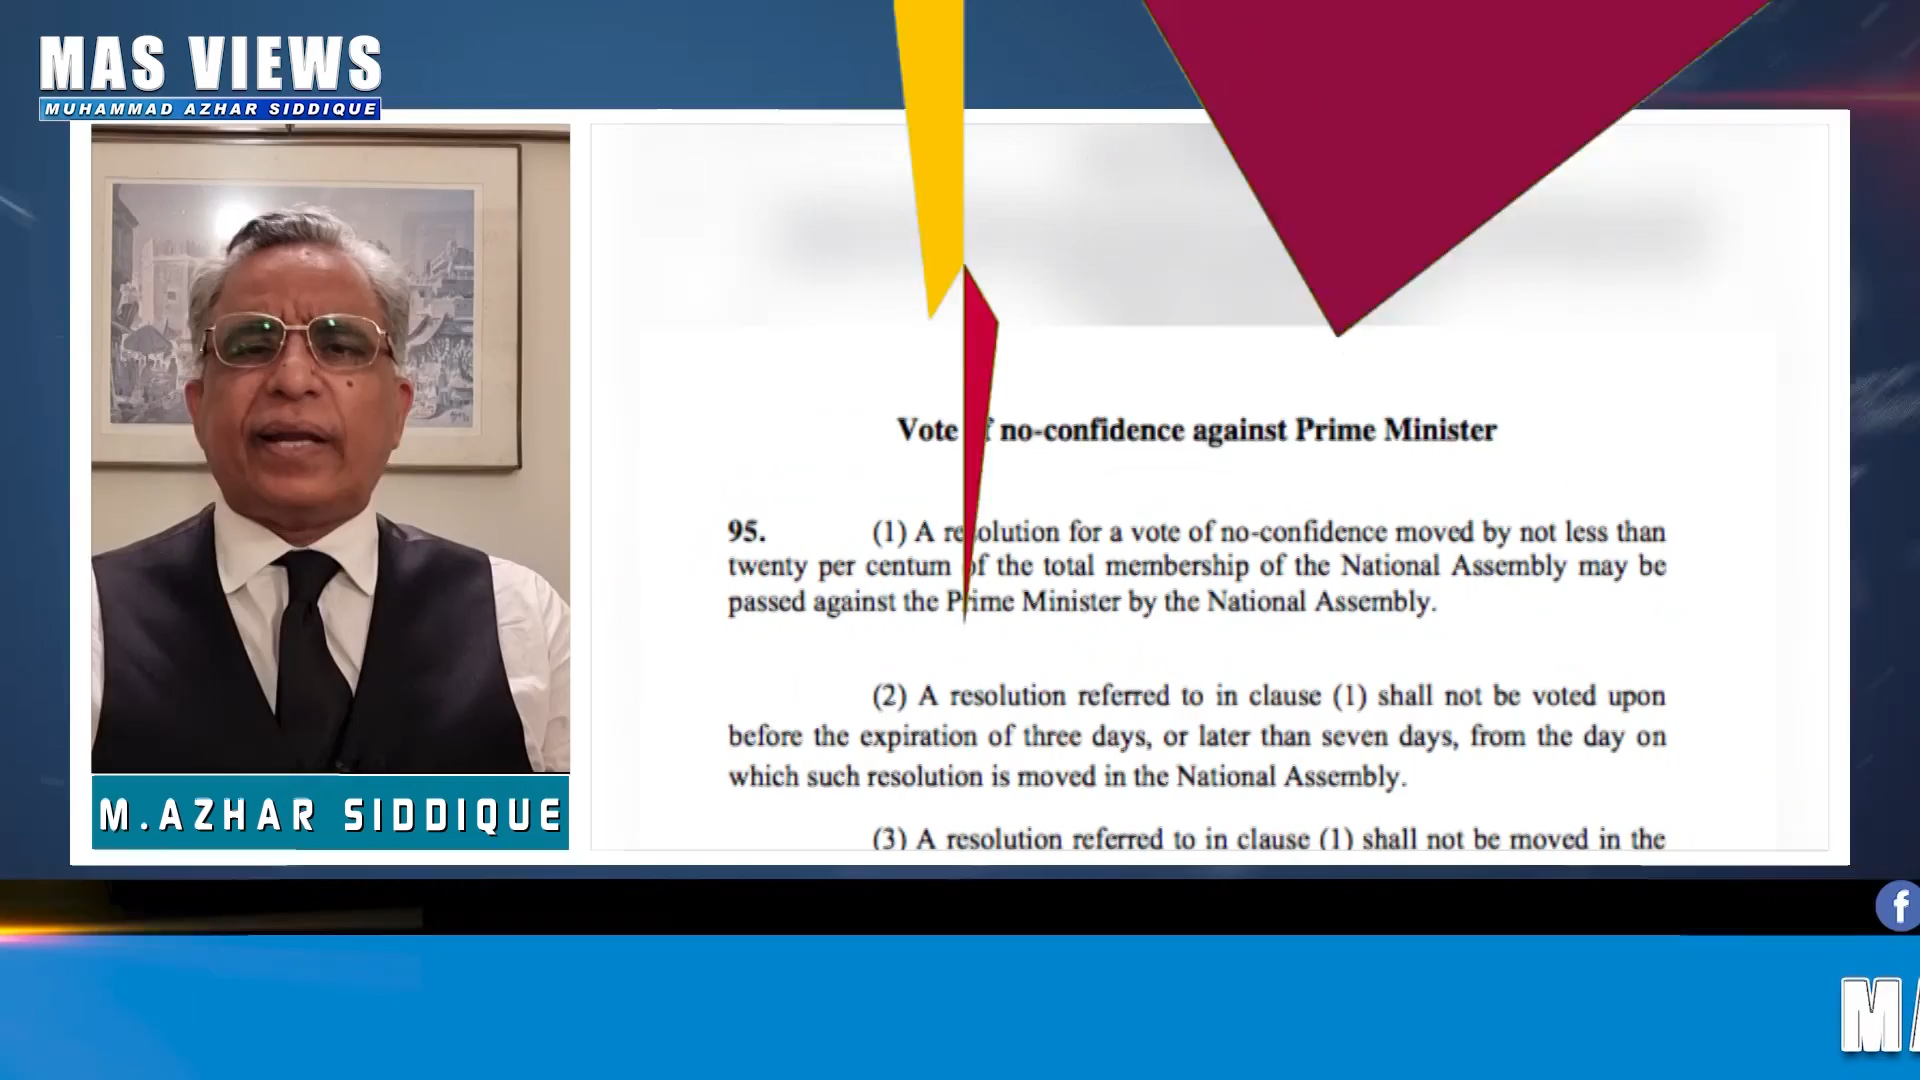 MAS VIEWS
MUHAMMAD AZHAR SIDDIQUE
Vote no-confidence against Prime Minister
95. (1) A resolution for a vote of no-confidence moved by not less than
twenty per centum of the total membership of the National Assembly may be
passed against the Prime Minister by the National Assembly.
(2) A resolution referred to in clause (1) shall not be voted upon
before the expiration of three days, or later than seven days, from the day on
which such resolution is moved in the National Assembly.
(3) A resolution referred to in clause (1) shall not be moved in the
M.AZHAR SIDDIQUE
f